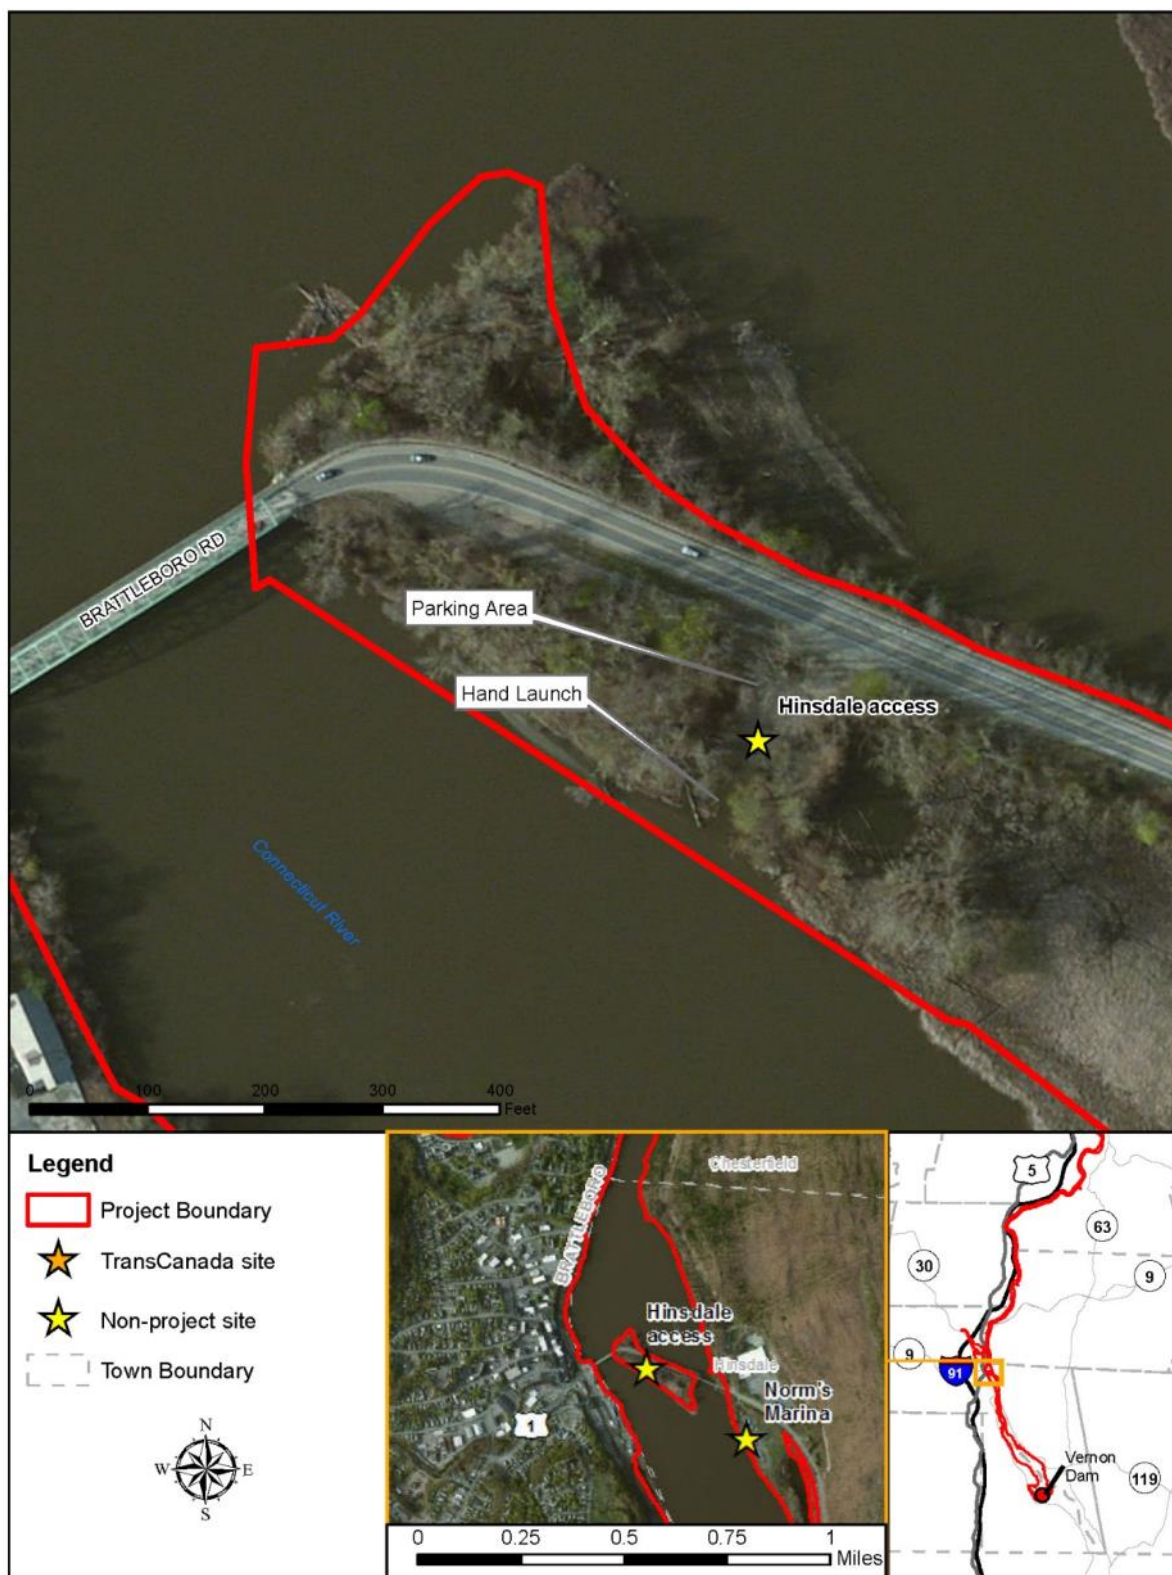 BRATTLEBORO RD
Parking Area
Hand Launch
Hinsdale access
Connecticut River
0 100 200 300 400
Feet
Legend
Project Boundary
TransCanada site
Non-project site
Town Boundary
N
W E
S
Chesterfield
BRATTLEBORO
Hinsdale
access
Hinsdale
Norm's
Marina
1
0 0.25 0.5 0.75 1
Miles
5
63
30
9
9
91
Vernon
Dam
119